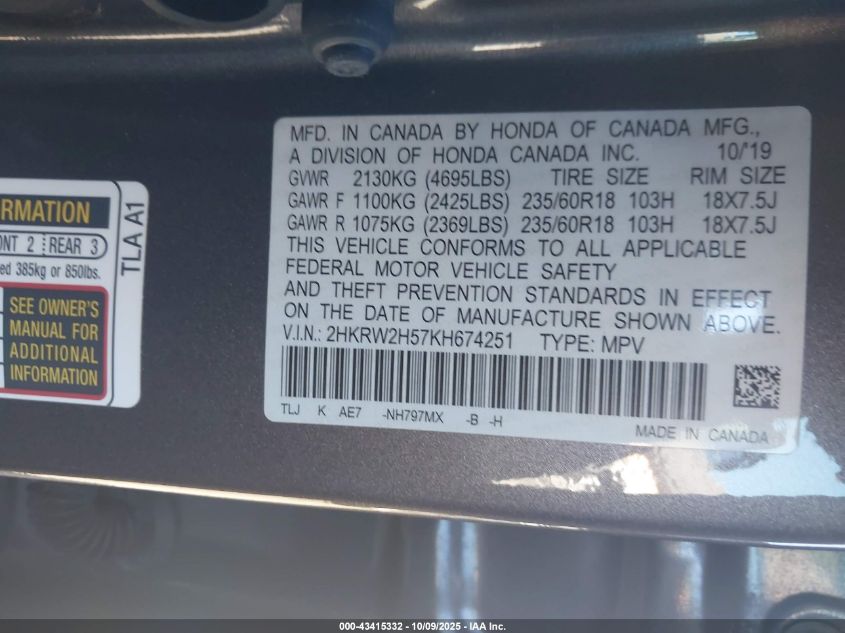 MFD. IN CANADA BY HONDA OF CANADA MFG.,
A DIVISION OF HONDA CANADA INC. 10/'19
GVWR 2130KG (4695LBS) TIRE SIZE RIM SIZE
GAWR F 1100KG (2425LBS) 235/60R18 103H 18X7.5J
GAWR R 1075KG (2369LBS) 235/60R18 103H 18X7.5J
THIS VEHICLE CONFORMS TO ALL APPLICABLE
FEDERAL MOTOR VEHICLE SAFETY
AND THEFT PREVENTION STANDARDS IN EFFECT
ON THE DATE OF MANUFACTURE SHOWN ABOVE.
V.I.N.: 2HKRW2H57KH674251 TYPE: MPV
TLJ K AE7 -NH797MX -B -H
MADE IN CANADA
REAR 3
385kg or 850lbs.
TLA A1
SEE OWNER'S
MANUAL FOR
ADDITIONAL
INFORMATION
000-43415332 - 10/09/2025 - IAA Inc.